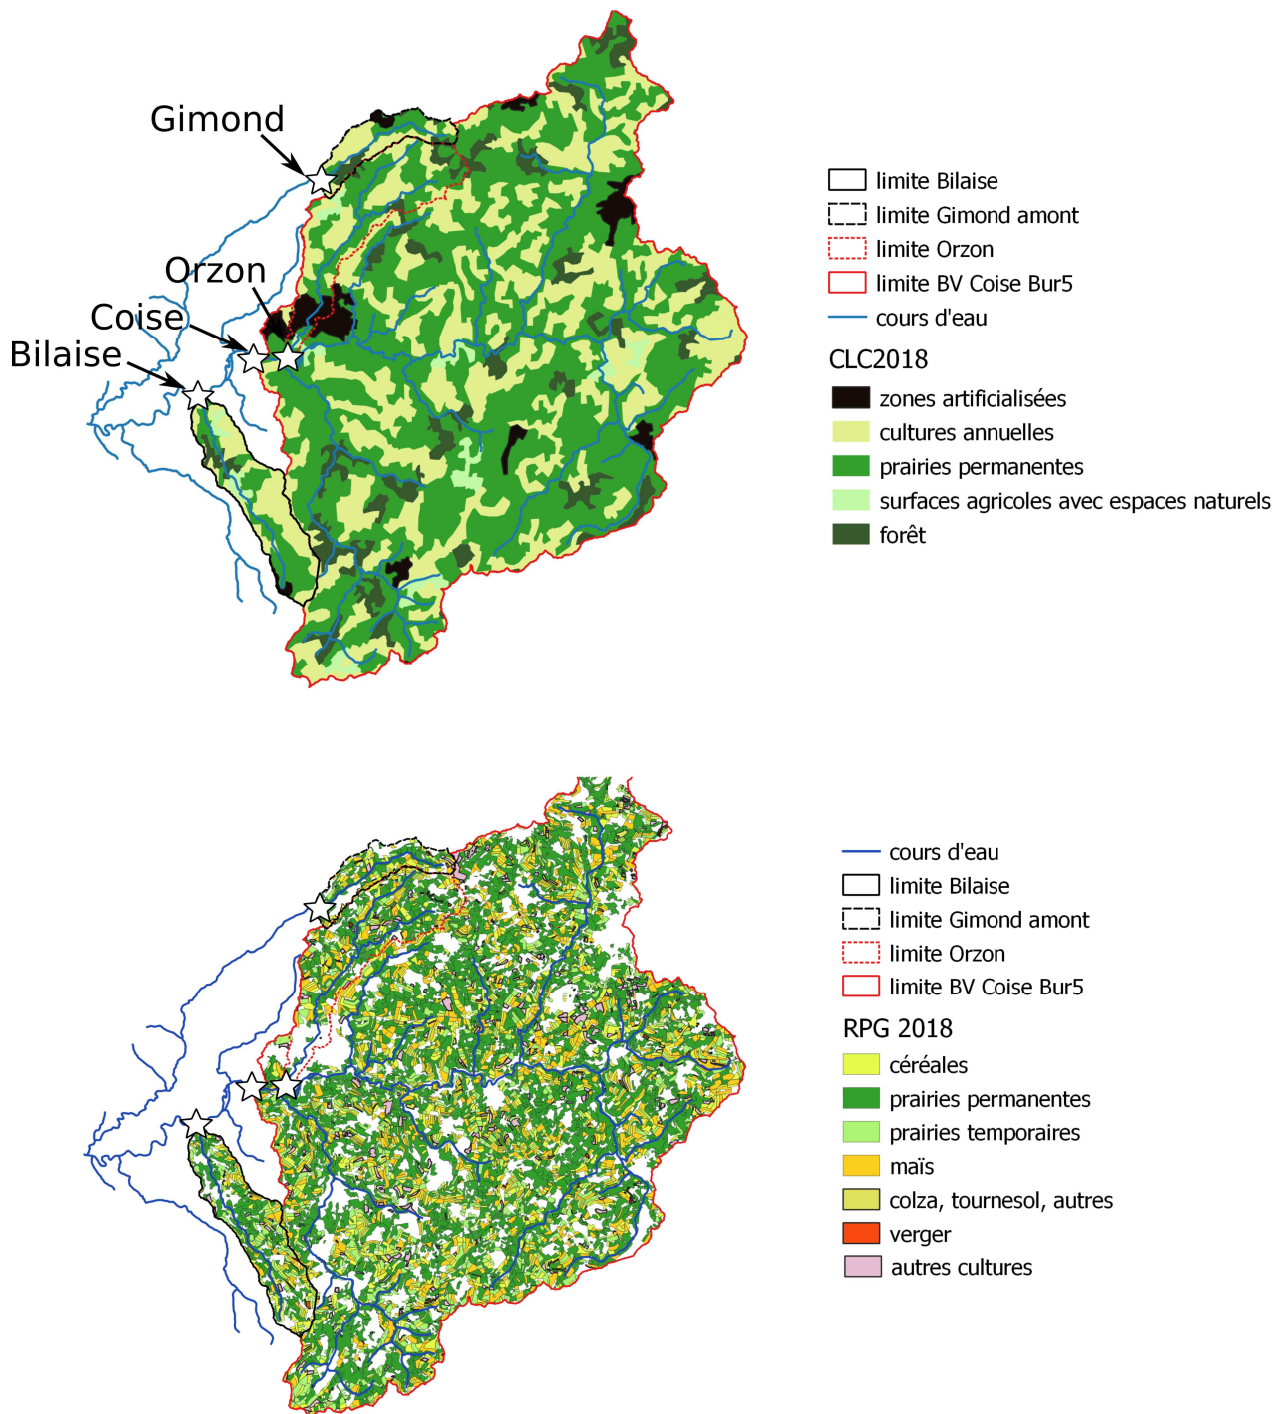 Gimond
Orzon
Coise
Bilaise
limite Bilaise
limite Gimond amont
limite Orzon
limite BV Coise Bur5
cours d'eau
CLC2018
zones artificialisées
cultures annuelles
prairies permanentes
surfaces agricoles avec espaces naturels
forêt
cours d'eau
limite Bilaise
limite Gimond amont
limite Orzon
limite BV Coise Bur5
RPG 2018
céréales
prairies permanentes
prairies temporaires
maïs
colza, tournesol, autres
verger
autres cultures